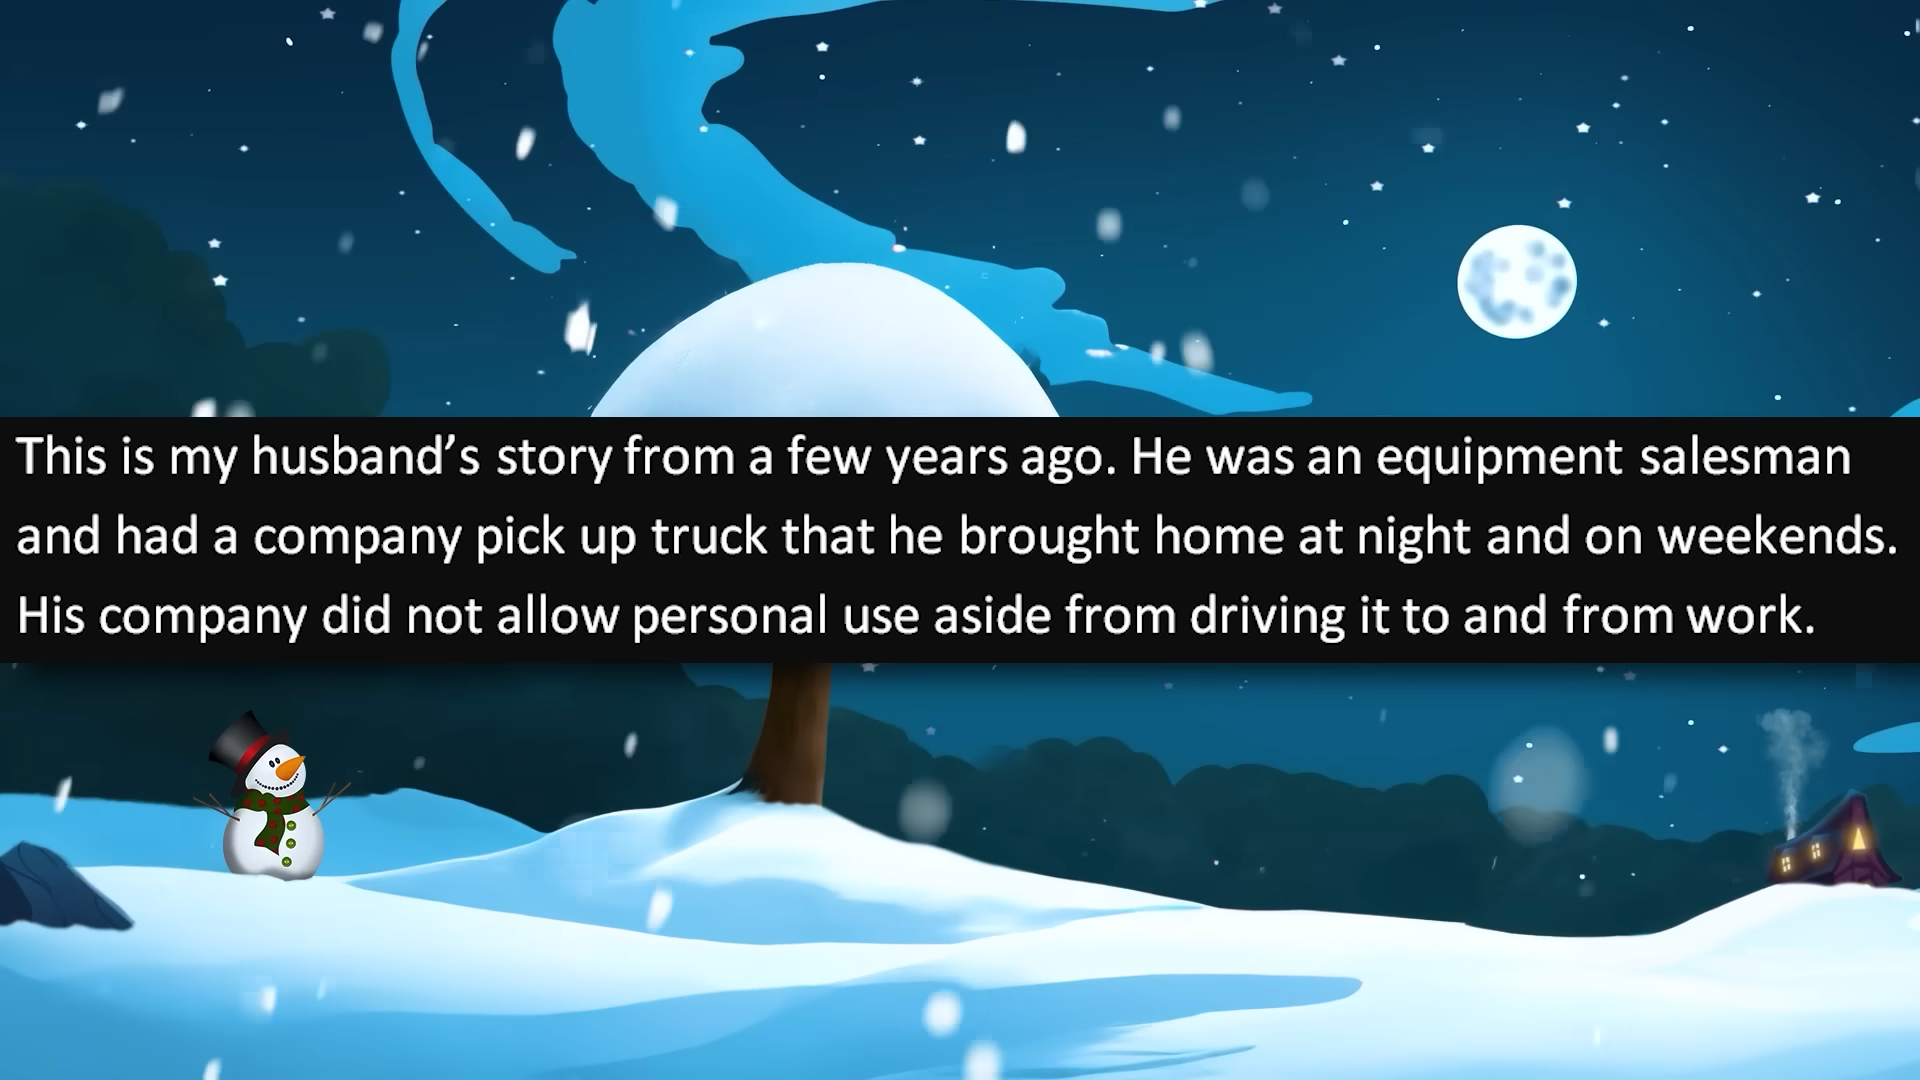 This is my husband’s story from a few years ago. He was an equipment salesman
and had a company pick up truck that he brought home at night and on weekends.
His company did not allow personal use aside from driving it to and from work.